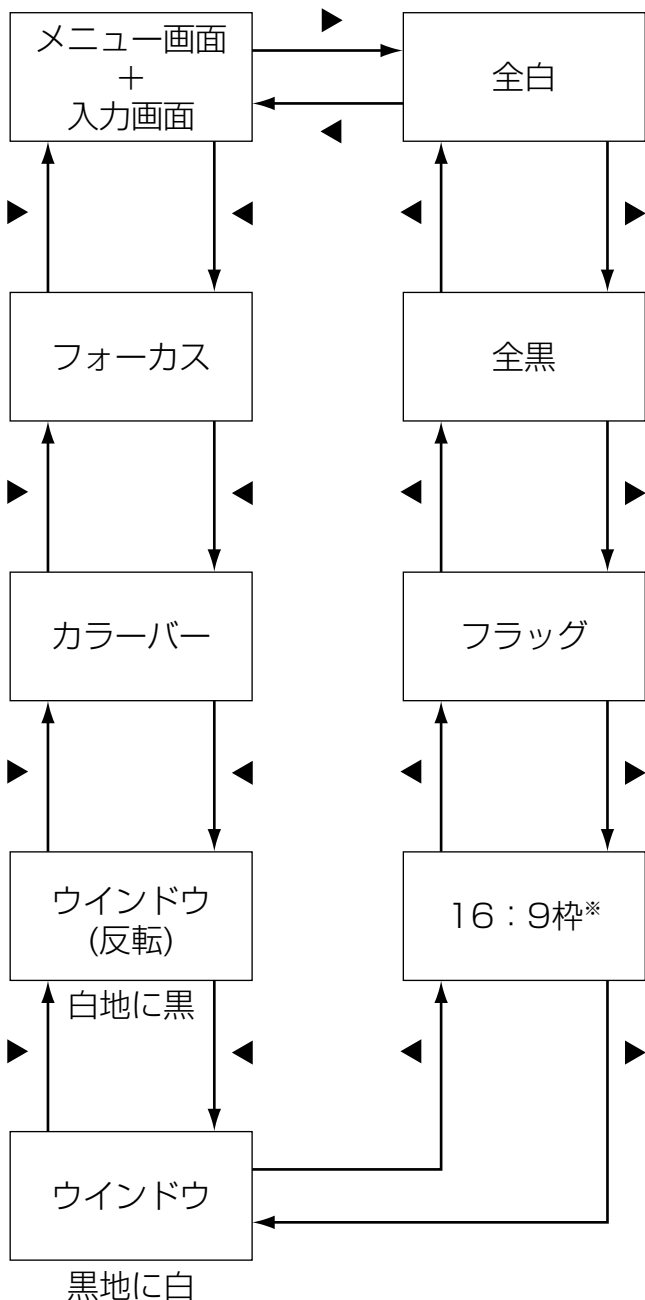 メニュー画面
＋
入力画面
▶
◀
全白
▶
◀
◀
▶
フォーカス
全黒
▶
◀
◀
▶
カラーバー
フラッグ
▶
◀
◀
▶
ウインドウ
(反転)
白地に黒
16：9枠※
▶
◀
◀
▶
ウインドウ
黒地に白